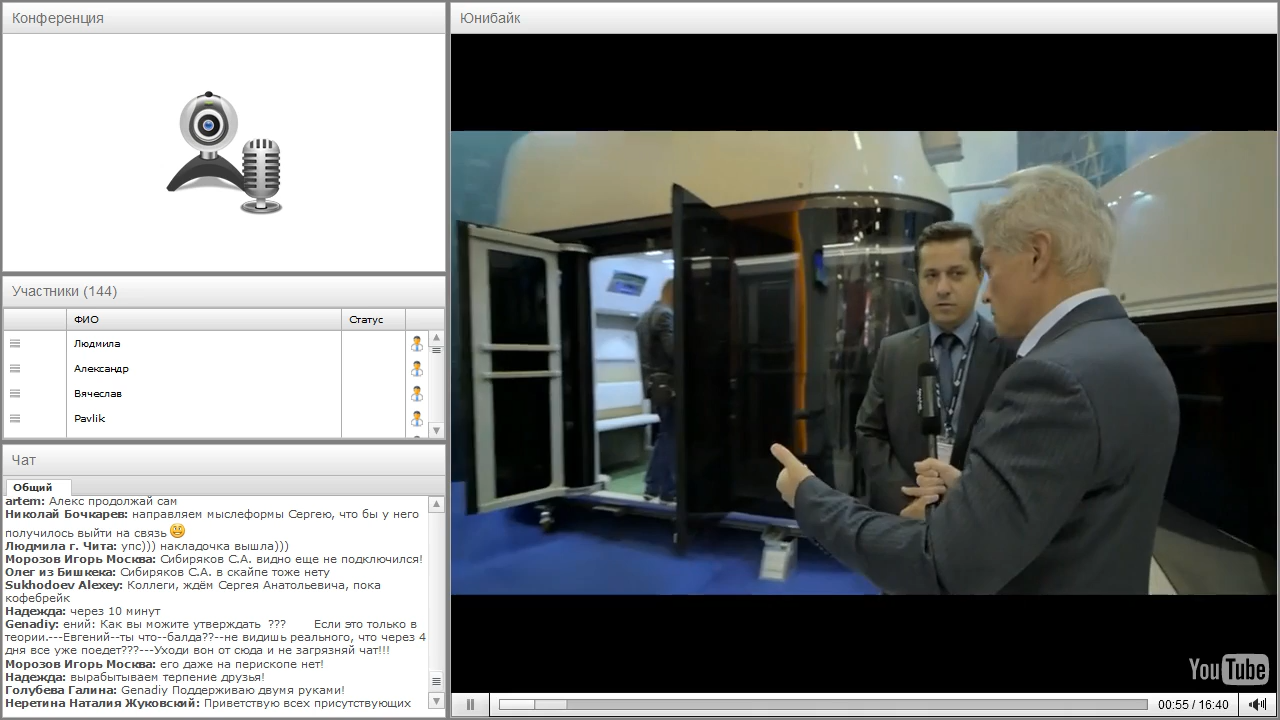 Конференция
Юнибайк
Участники (144)
ФИО
Статус
Людмила
Александр
Вячеслав
Pavlik
Чат
Общий
artem: Алекс продолжай сам
Николай Бочкарев: направляем мыслеформы Сергею, что бы у него
получилось выйти на связь
Людмила г. Чита: упс))) накладочка вышла)))
Морозов Игорь Москва: Сибиряков С.А. видно еще не подключился!
Олег из Бишкека: Сибиряков С.А. в скайпе тоже нету
Sukhodoev Alexey: Коллеги, ждём Сергея Анатольевича, пока
кофебрейк
Надежда: через 10 минут
Genadiy: ений: Как вы можите утверждать ??? Если это только в
теории.---Евгений--ты что--балда??--не видишь реального, что через 4
дня все уже поедет???---Уходи вон от сюда и не загрязняй чат!!!
Морозов Игорь Москва: его даже на перископе нет!
Надежда: вырабытываем терпение друзья!
Голубева Галина: Genadiy Поддерживаю двумя руками!
Неретина Наталия Жуковский: Приветствую всех присутствующих
YouTube
00:55 / 16:40